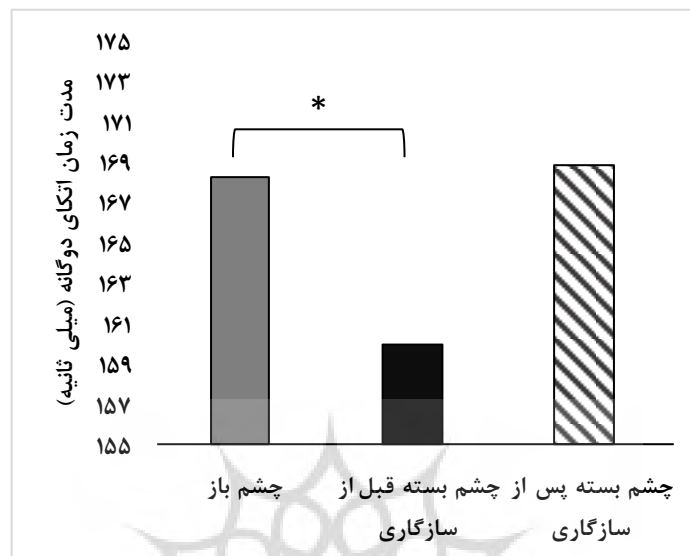 مدت زمان اتکای دوگانه (میلی ثانیه)
۱۷۵
۱۷۳
۱۷۱
۱۶۹
۱۶۷
۱۶۵
۱۶۳
۱۶۱
۱۵۹
۱۵۷
۱۵۵
*
چشم باز
چشم بسته قبل از
سازگاری
چشم بسته پس از
سازگاری